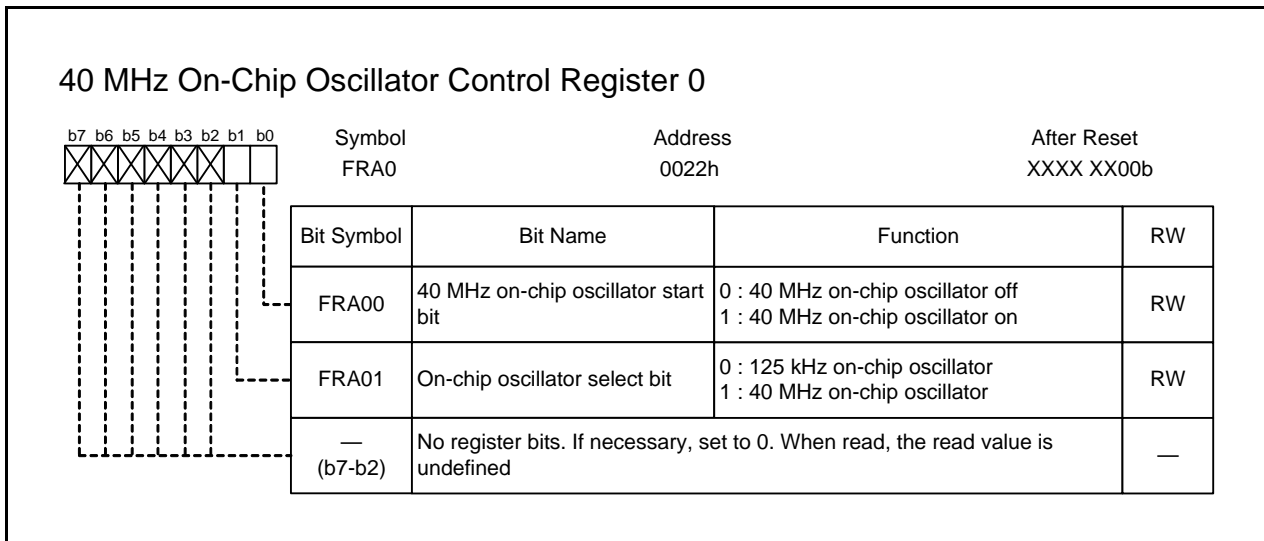 40 MHz On-Chip Oscillator Control Register 0
b7 b6 b5 b4 b3 b2 b1 b0
Symbol Address After Reset
FRA0 0022h XXXX XX00b
Bit Symbol Bit Name Function RW
FRA00 40 MHz on-chip oscillator start bit 0 : 40 MHz on-chip oscillator off
1 : 40 MHz on-chip oscillator on RW
FRA01 On-chip oscillator select bit 0 : 125 kHz on-chip oscillator
1 : 40 MHz on-chip oscillator RW
—
(b7-b2) No register bits. If necessary, set to 0. When read, the read value is
undefined —